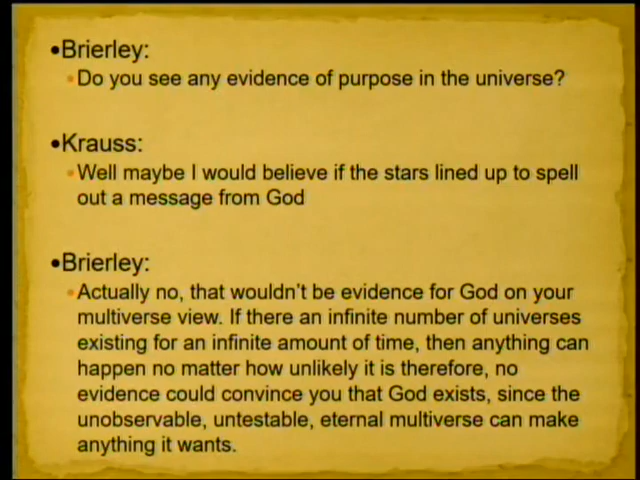 •Brierley:
•Do you see any evidence of purpose in the universe?
•Krauss:
•Well maybe I would believe if the stars lined up to spell
out a message from God
•Brierley:
•Actually no, that wouldn't be evidence for God on your
multiverse view. If there an infinite number of universes
existing for an infinite amount of time, then anything can
happen no matter how unlikely it is therefore, no
evidence could convince you that God exists, since the
unobservable, untestable, eternal multiverse can make
anything it wants.